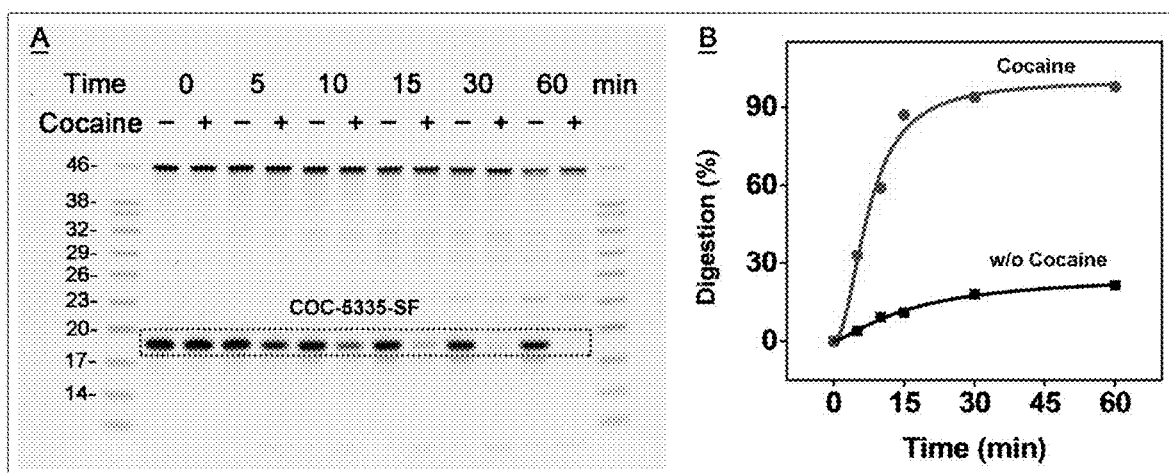 A
Time 0 5 10 15 30 60 min
Cocaine – + – + – + – + – + – +
46-
38-
32-
29-
26-
23-
COC-5335-SF
20-
17-
14-
B
Digestion (%)
90
60
30
0
Cocaine
w/o Cocaine
0 15 30 45 60
Time (min)